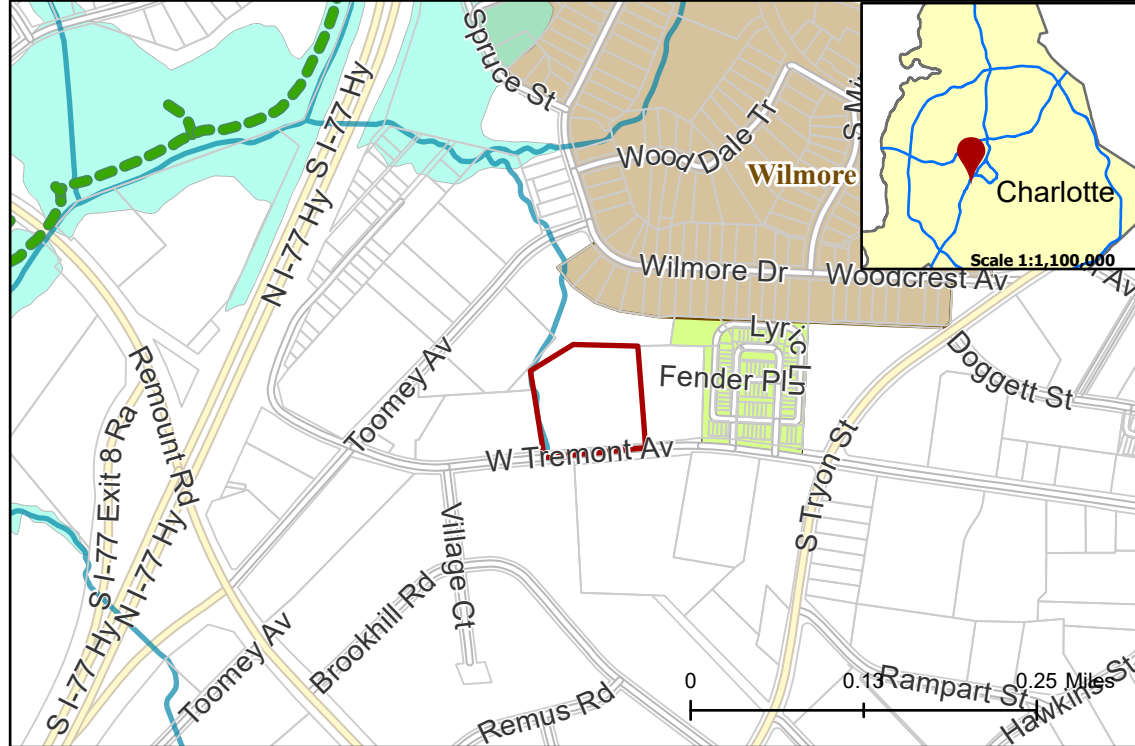 Spruce St
S I-77 Hy
N I-77 Hy
Wood Dale Tr
Wilmore
Charlotte
Scale 1:1,100,000
Wilmore Dr
Woodcrest Av
Av
Lyric Ln
Fender Pl
Doggett St
Toomey Av
Remount Rd
W Tremont Av
S I-77 Exit 8 Ra
S Tryon St
Village Ct
N I-77 Hy
S I-77 Hy
Brookhill Rd
Toomey Av
Remus Rd
0
0.13
0.25 Miles
Rampart St
Hawkins St